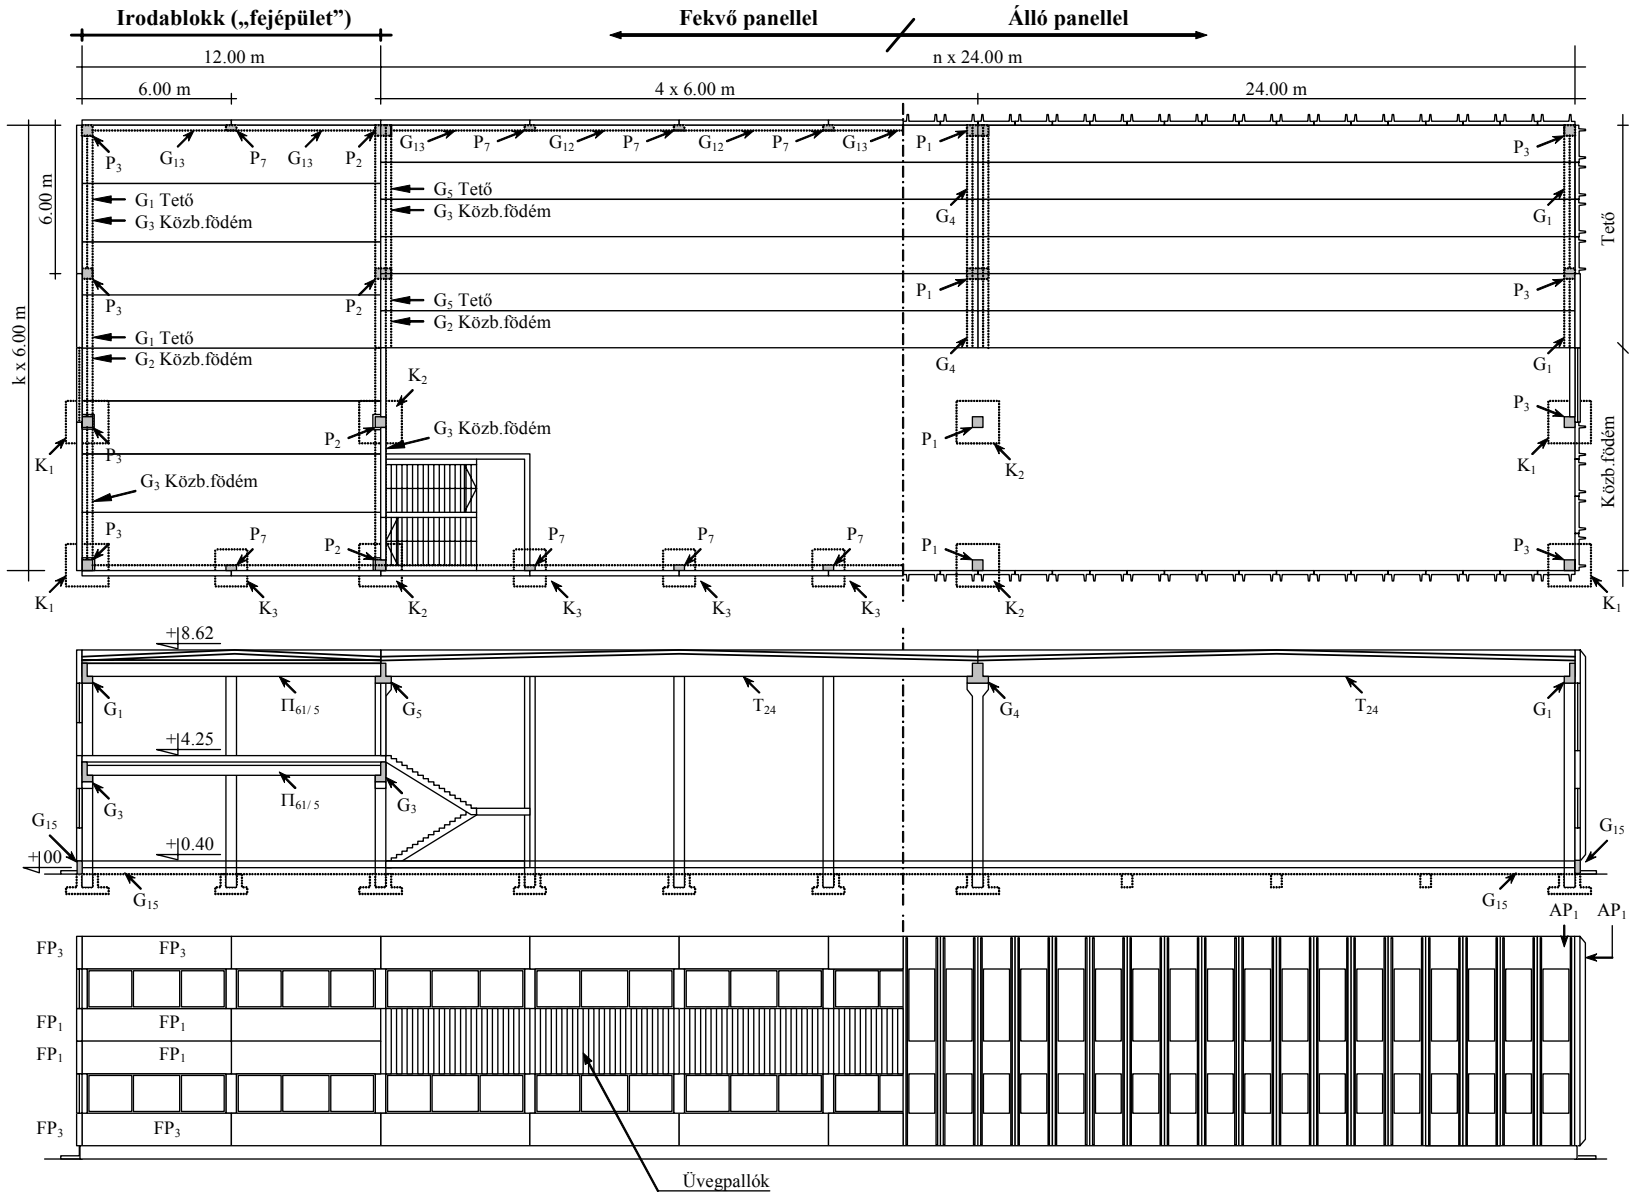 Irodablokk („fejépület”) Fekvő panellel Álló panellel
12.00 m n x 24.00 m
6.00 m 4 x 6.00 m 24.00 m
P3 G13 P7 G13 P2 G13 P7 G12 P7 G12 P7 G13 P1 P3
6.00 m
G1 Tető
G3 Közb.födém
G5 Tető
G3 Közb.födém
G4 G1
Tető
P3 P2 P1 P3
G5 Tető
G2 Közb.födém
G1 Tető
G2 Közb.födém
G4 G1
k x 6.00 m
K2
P3
P3 P2 P1
G3 Közb.födém
K1 K2 K1
G3 Közb.födém
Közb.födém
P3 P7 P2 P7 P7 P7 P1 P3
K1 K3 K2 K3 K3 K3 K2 K1
+8.62
G1 Π61/5 G5 T24 G4 T24 G1
+4.25
G3 Π61/5 G3
G15 +0.40 G15
+00
G15 G15
AP1 AP1
FP3 FP3
FP1 FP1
FP1 FP1
FP3 FP3
Üvegpallók